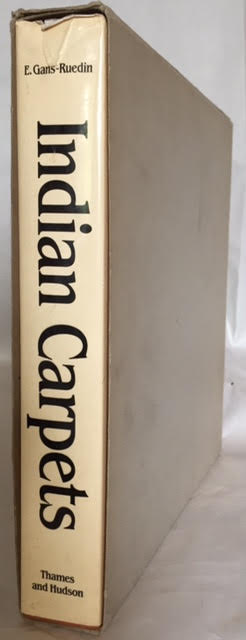 E. Gans-Ruedin
Indian Carpets
Thames
and Hudson